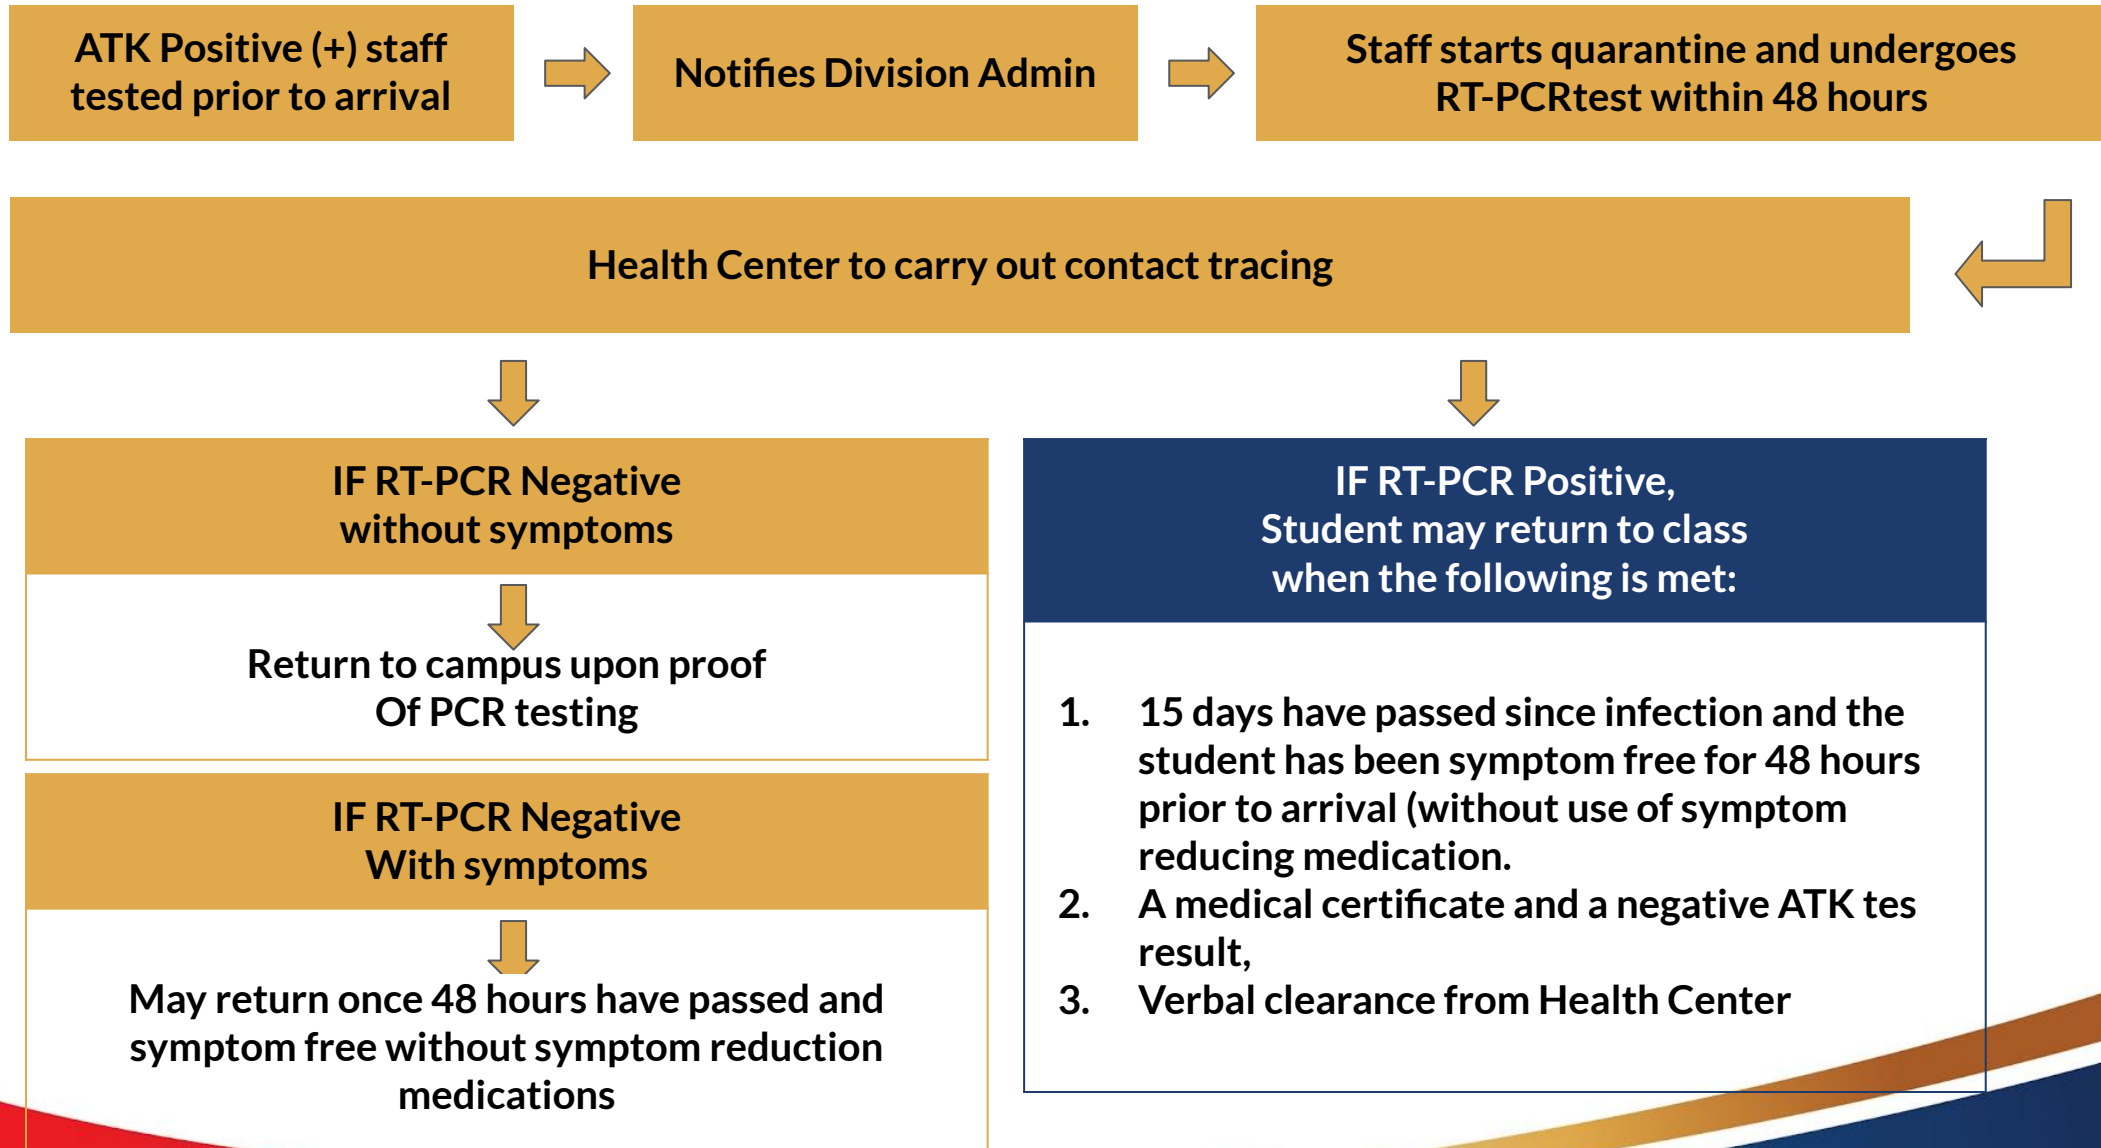 ATK Positive (+) staff
tested prior to arrival
Notifies Division Admin
Staff starts quarantine and undergoes
RT-PCRtest within 48 hours
Health Center to carry out contact tracing
IF RT-PCR Negative
without symptoms
Return to campus upon proof
Of PCR testing
IF RT-PCR Negative
With symptoms
May return once 48 hours have passed and
symptom free without symptom reduction
medications
IF RT-PCR Positive,
Student may return to class
when the following is met:
1. 15 days have passed since infection and the
student has been symptom free for 48 hours
prior to arrival (without use of symptom
reducing medication.
2. A medical certificate and a negative ATK tes
result,
3. Verbal clearance from Health Center